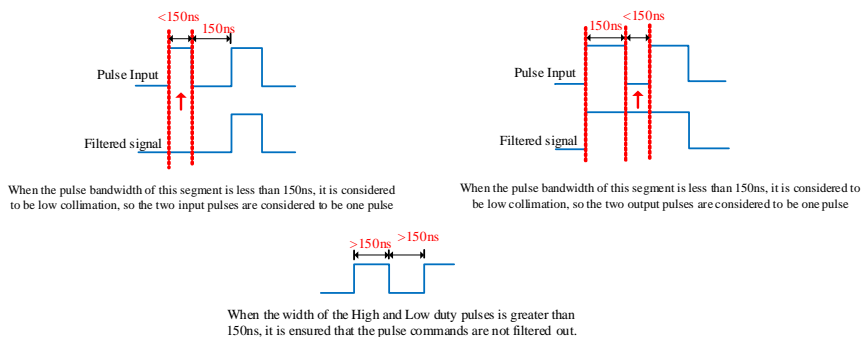 <150ns
150ns
Pulse Input
Filtered signal
When the pulse bandwidth of this segment is less than 150ns, it is considered
to be low collimation, so the two input pulses are considered to be one pulse
<150ns
150ns
Pulse Input
Filtered signal
When the pulse bandwidth of this segment is less than 150ns, it is considered to
be low collimation, so the two output pulses are considered to be one pulse
>150ns
>150ns
When the width of the High and Low duty pulses is greater than
150ns, it is ensured that the pulse commands are not filtered out.